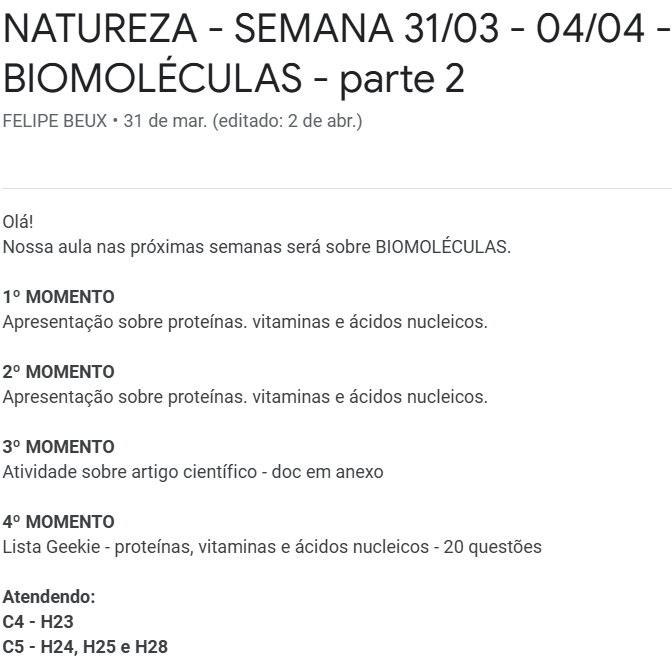 NATUREZA - SEMANA 31/03 - 04/04 -
BIOMOLÉCULAS - parte 2
FELIPE BEUX • 31 de mar. (editado: 2 de abr.)
Olá!
Nossa aula nas próximas semanas será sobre BIOMOLÉCULAS.
1º MOMENTO
Apresentação sobre proteínas. vitaminas e ácidos nucleicos.
2º MOMENTO
Apresentação sobre proteínas. vitaminas e ácidos nucleicos.
3º MOMENTO
Atividade sobre artigo científico - doc em anexo
4º MOMENTO
Lista Geekie - proteínas, vitaminas e ácidos nucleicos - 20 questões
Atendendo:
C4 - H23
C5 - H24, H25 e H28